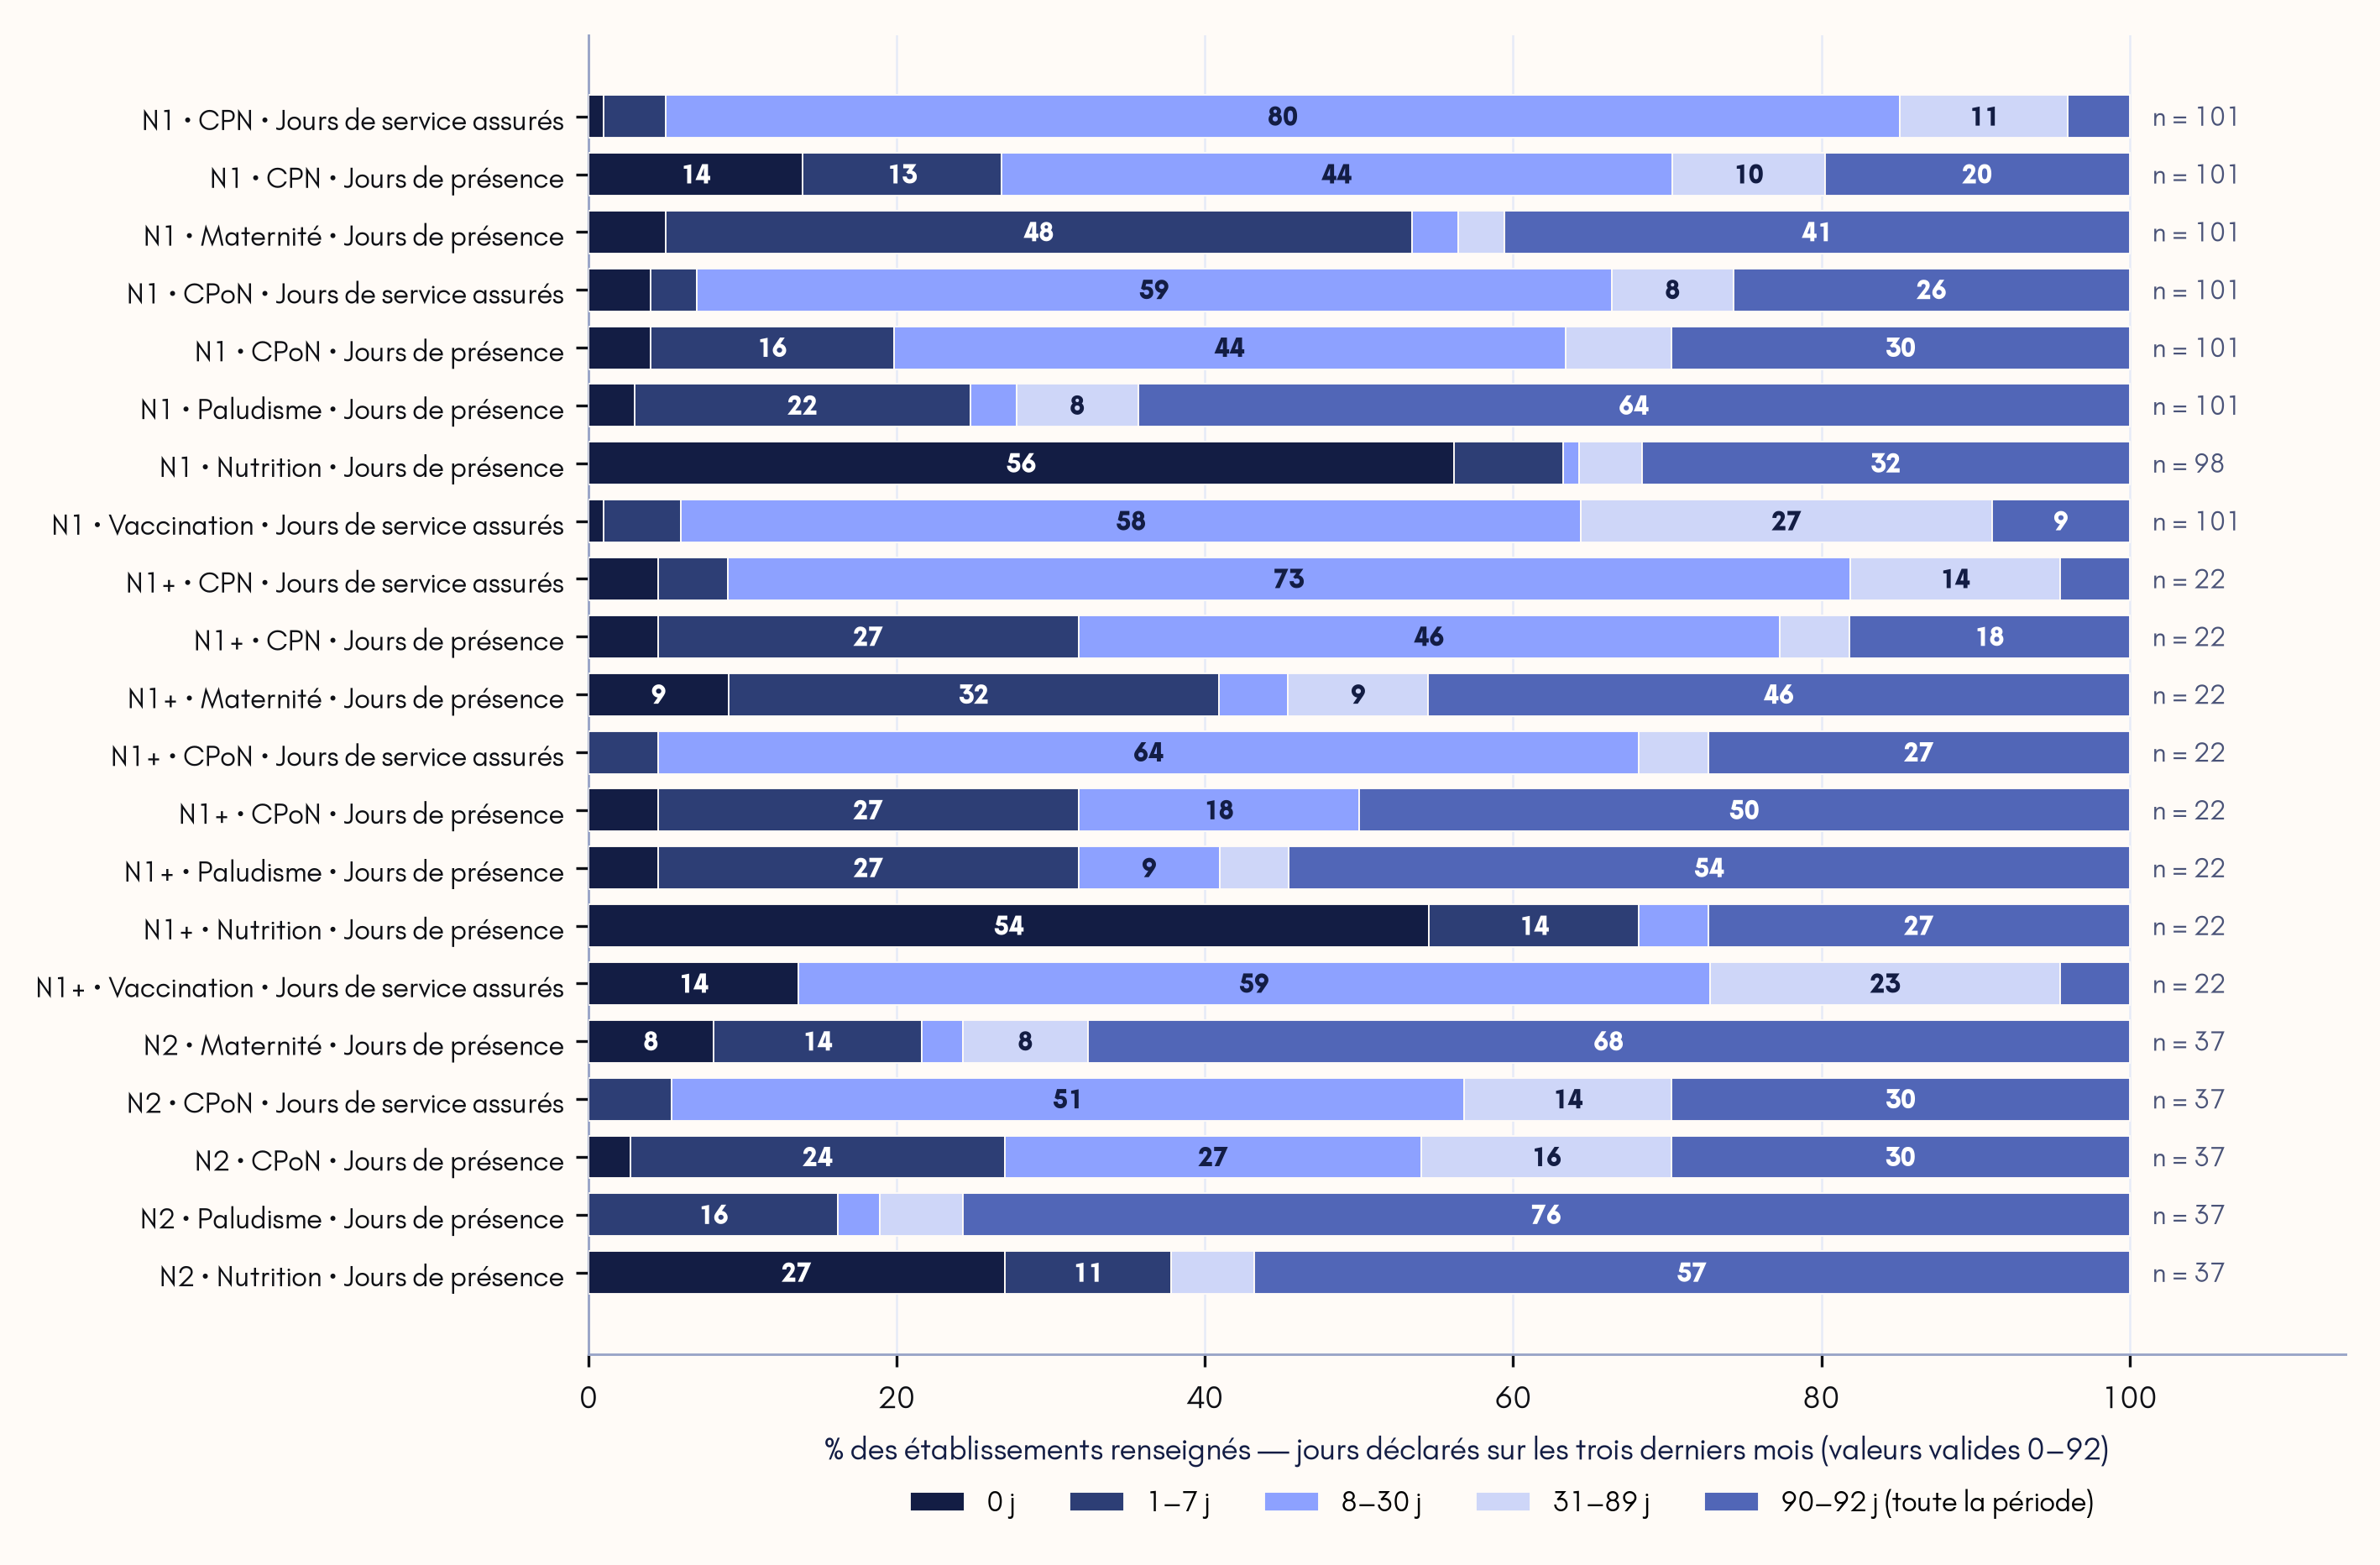 N1 • CPN • Jours de service assurés 80 11 n = 101
N1 • CPN • Jours de présence 14 13 44 10 20 n = 101
N1 • Maternité • Jours de présence 48 41 n = 101
N1 • CPoN • Jours de service assurés 59 8 26 n = 101
N1 • CPoN • Jours de présence 16 44 30 n = 101
N1 • Paludisme • Jours de présence 22 8 64 n = 101
N1 • Nutrition • Jours de présence 56 32 n = 98
N1 • Vaccination • Jours de service assurés 58 27 9 n = 101
N1+ • CPN • Jours de service assurés 73 14 n = 22
N1+ • CPN • Jours de présence 27 46 18 n = 22
N1+ • Maternité • Jours de présence 9 32 9 46 n = 22
N1+ • CPoN • Jours de service assurés 64 27 n = 22
N1+ • CPoN • Jours de présence 27 18 50 n = 22
N1+ • Paludisme • Jours de présence 27 9 54 n = 22
N1+ • Nutrition • Jours de présence 54 14 27 n = 22
N1+ • Vaccination • Jours de service assurés 14 59 23 n = 22
N2 • Maternité • Jours de présence 8 14 8 68 n = 37
N2 • CPoN • Jours de service assurés 51 14 30 n = 37
N2 • CPoN • Jours de présence 24 27 16 30 n = 37
N2 • Paludisme • Jours de présence 16 76 n = 37
N2 • Nutrition • Jours de présence 27 11 57 n = 37
0 20 40 60 80 100
% des établissements renseignés — jours déclarés sur les trois derniers mois (valeurs valides 0–92)
0 j 1–7 j 8–30 j 31–89 j 90–92 j (toute la période)